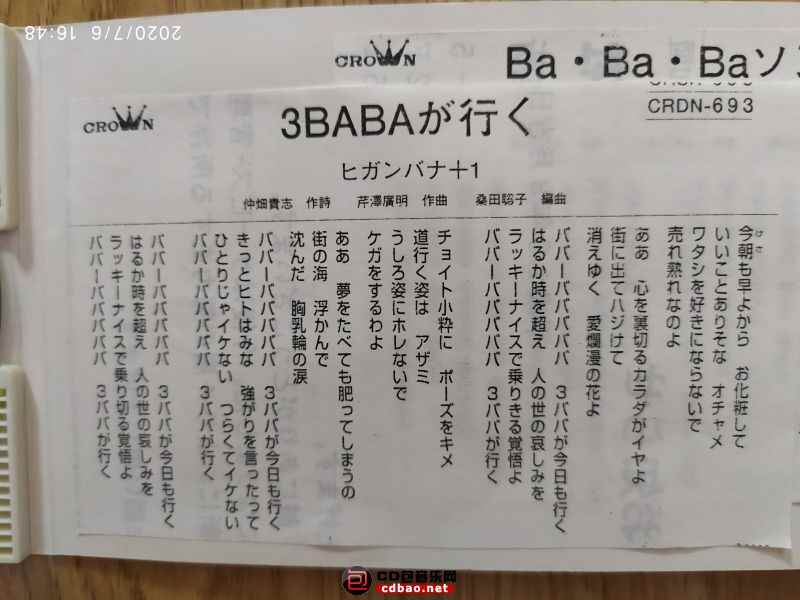 2020/7/6 16:48
CROWN
Ba・Ba・Baソ
CRDN-693
CROWN
3BABAが行く
ヒガンバナ+1
仲畑貴志 作詩 芹澤廣明 作曲 桑田聡子 編曲
今朝も早よから お化粧して
いいことありそな オチャメ
ワタシを好きにならないで
売れ熟れなのよ
ああ 心を裏切るカラダがイヤよ
街に出てハジけて
消えゆく 愛爛漫の花よ
ババーババババババ 3ババが今日も行く
はるか時を超え 人の世の哀しみを
ラッキーナイスで乗りきる覚悟よ
ババーババババババ 3ババが行く
チョイト小粋に ポーズをキメ
道行く姿は アザミ
うしろ姿にホレないで
ケガをするわよ
ああ 夢をたべても肥ってしまうの
街の海 浮かんで
沈んだ 胸乳輪の涙
ババーババババババ 3ババが今日も行く
きっとヒトはみな 強がりを言ったって
ひとりじゃイケない つらくてイケない
ババーババババババ 3ババが行く
ババーババババババ 3ババが今日も行く
はるか時を超え 人の世の哀しみを
ラッキーナイスで乗り切る覚悟よ
ババーババババババ 3ババが行く
CD包音乐网
cdbao.net